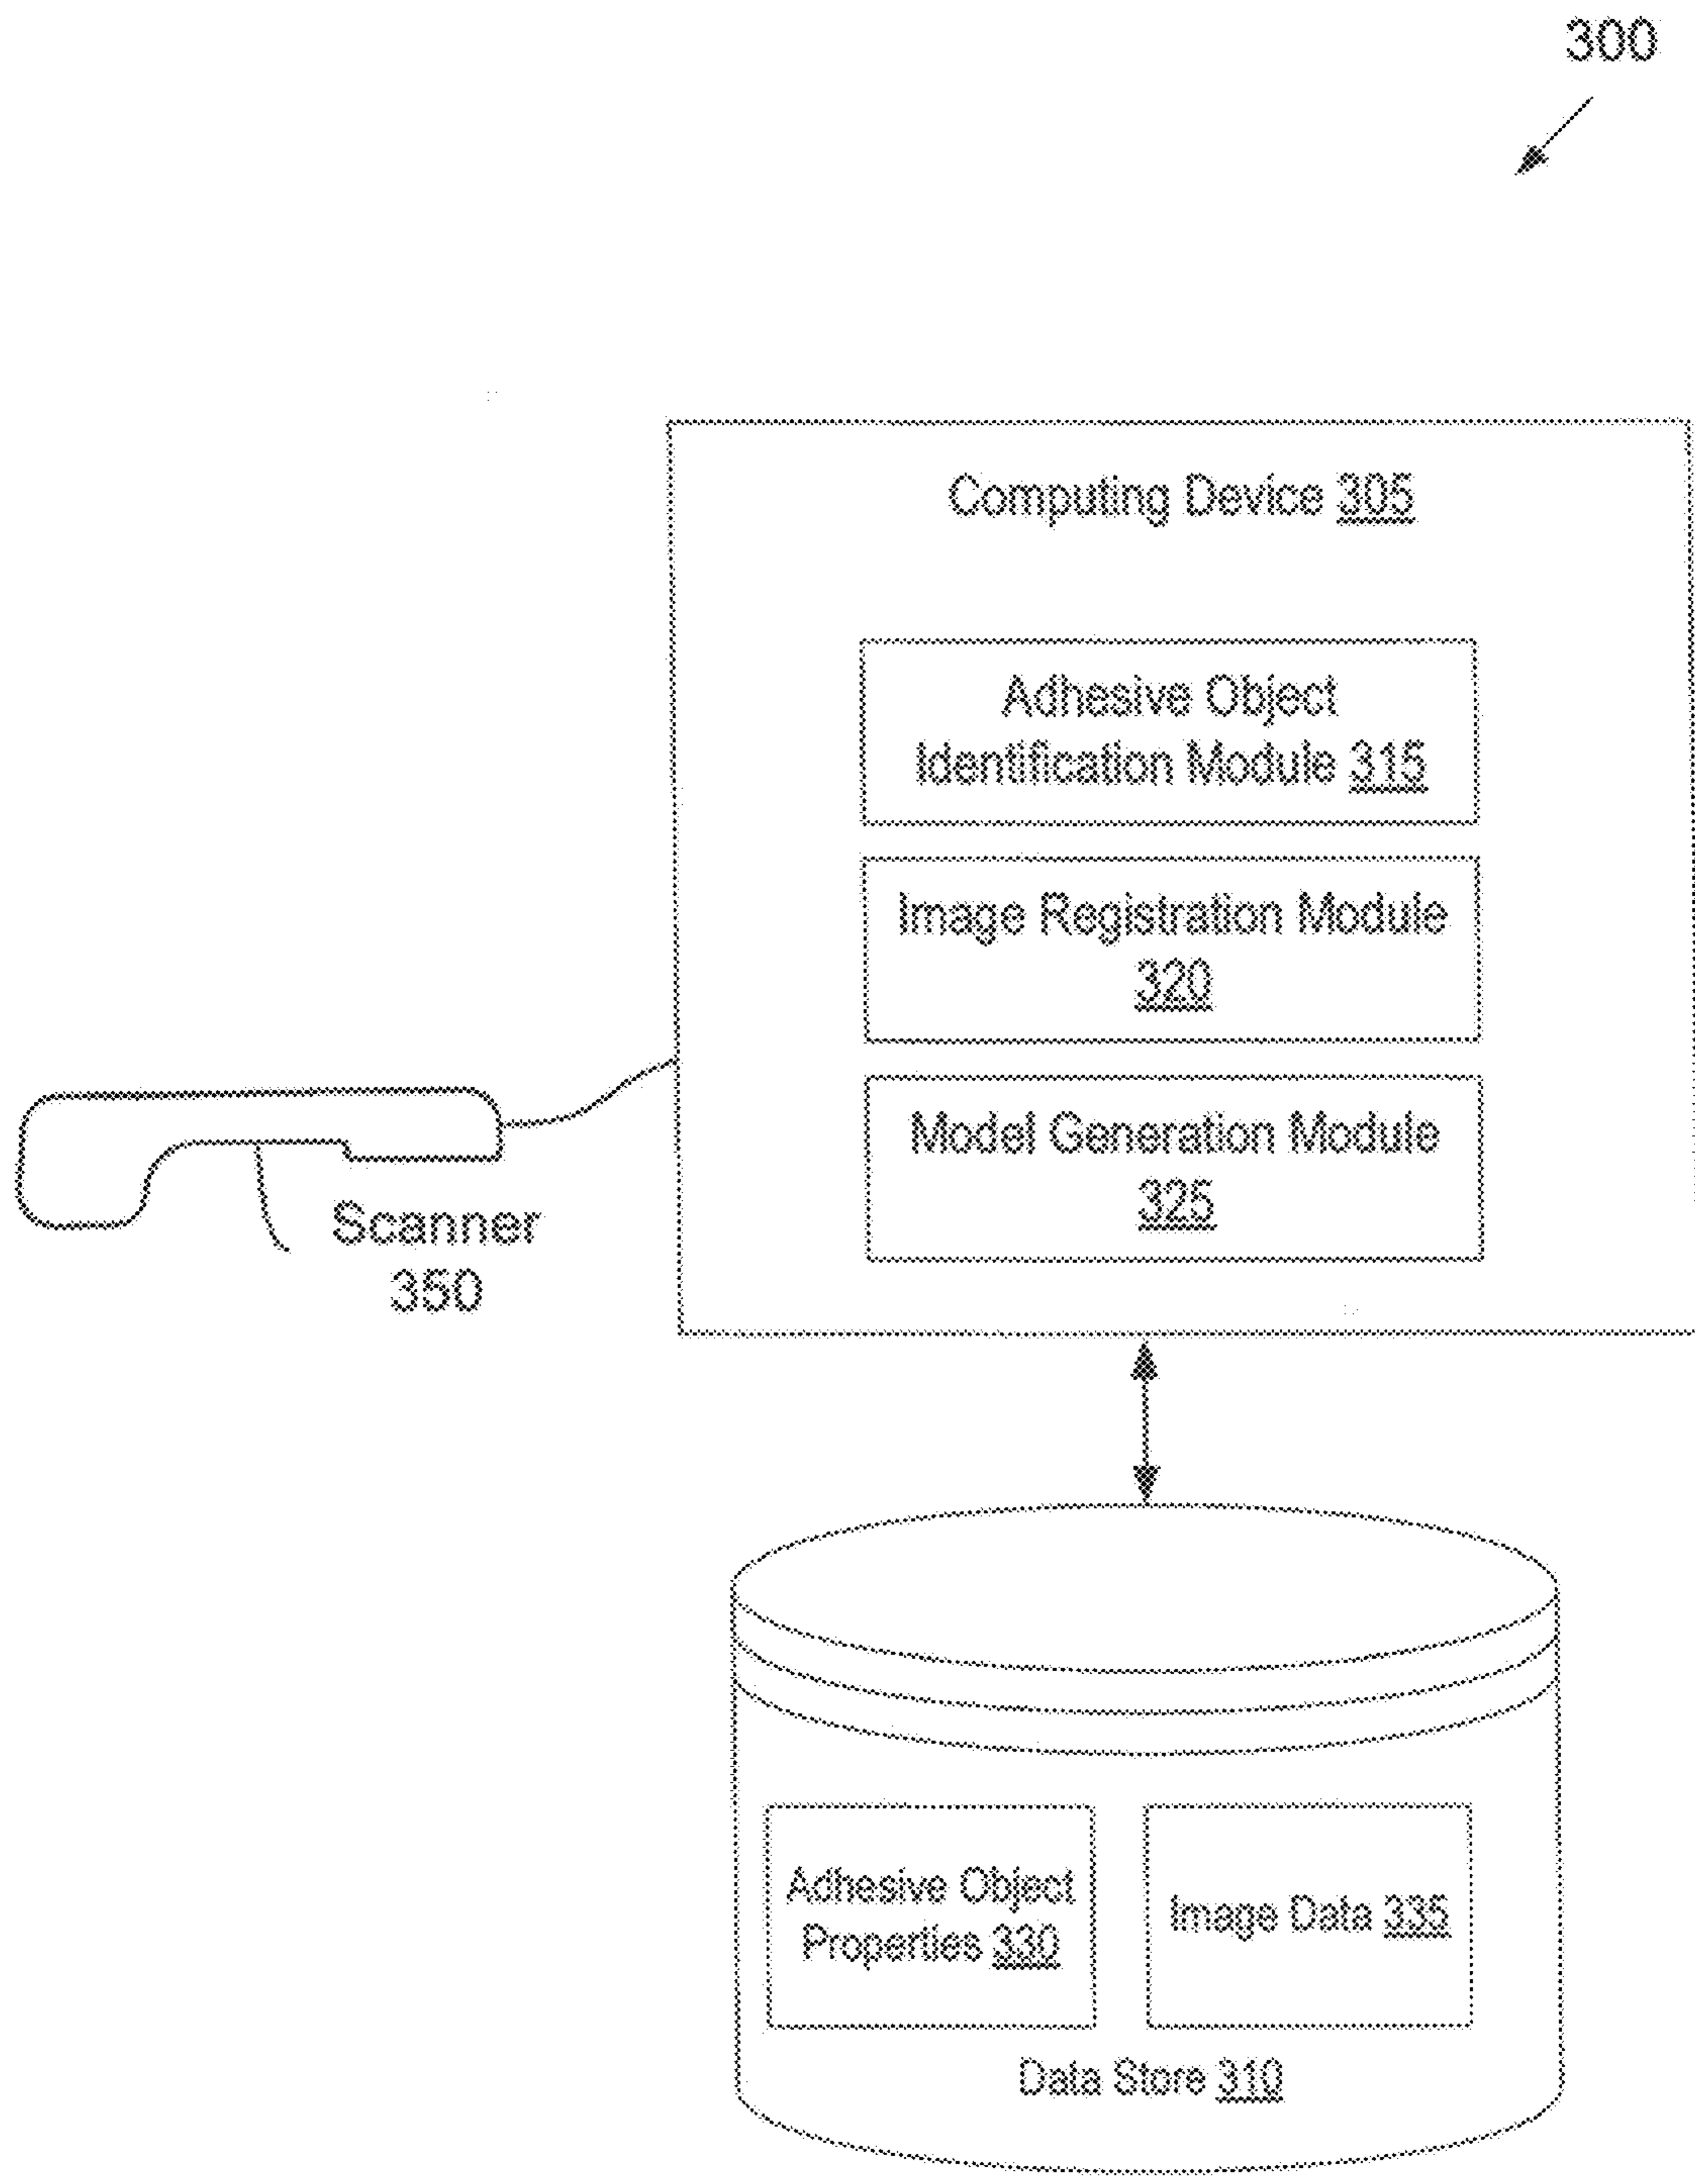 300
Computing Device 305
Adhesive Object
Identification Module 315
Image Registration Module
320
Model Generation Module
325
Scanner
350
Adhesive Object
Properties 330
Image Data 335
Data Store 310